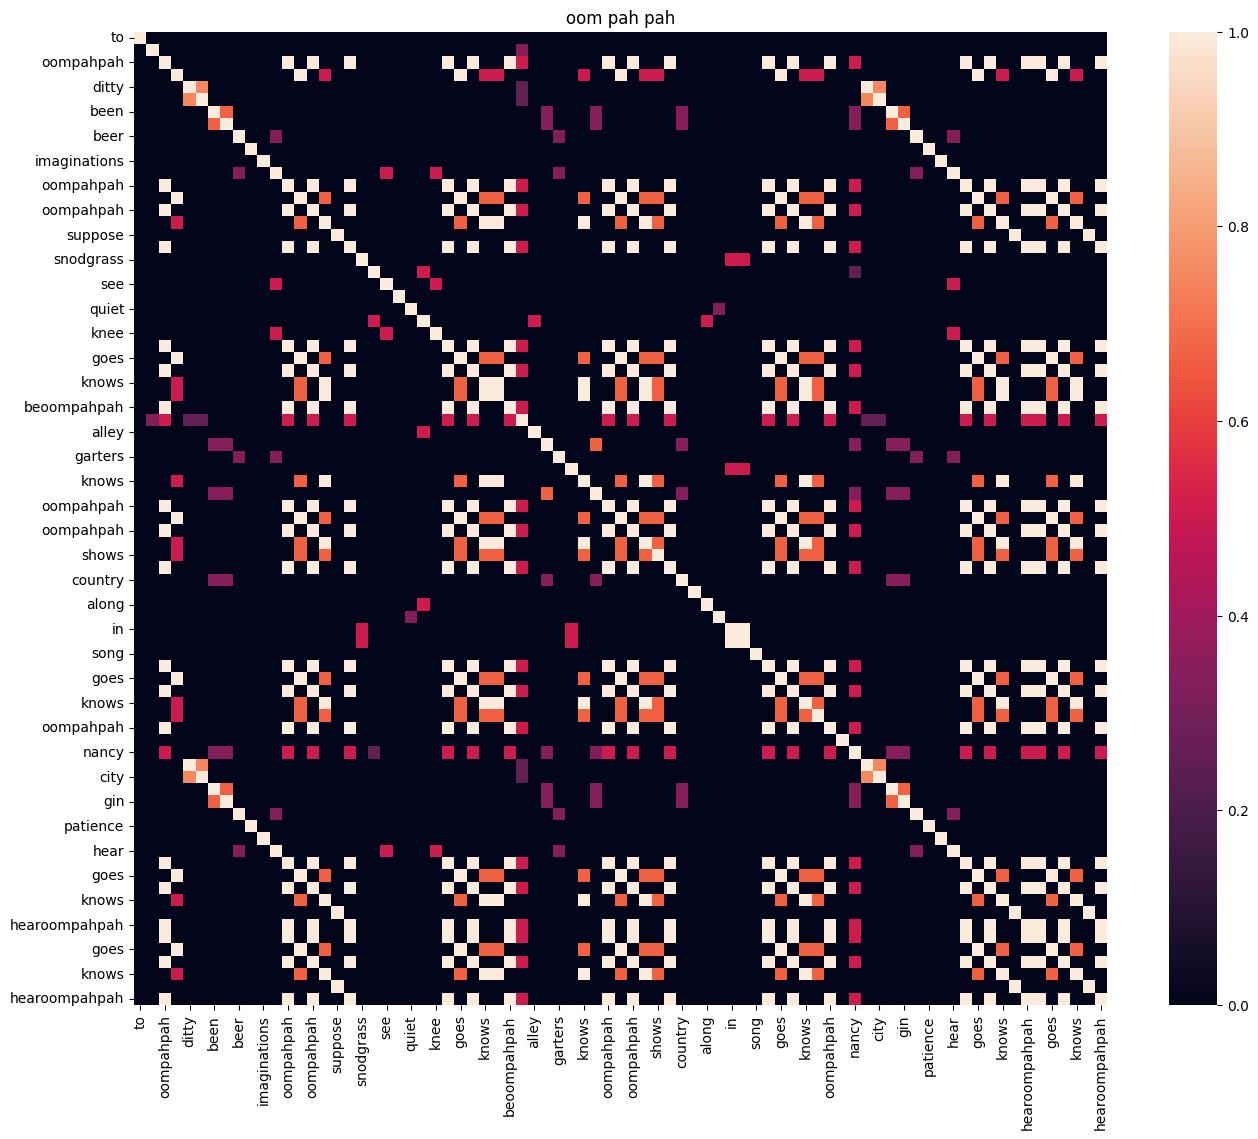 oom pah pah
to
oompahpah
ditty
been
beer
imaginations
oompahpah
oompahpah
suppose
snodgrass
see
quiet
knee
goes
knows
beoompahpah
alley
garters
knows
oompahpah
oompahpah
shows
country
along
in
song
goes
knows
oompahpah
nancy
city
gin
patience
hear
goes
knows
hearoompahpah
goes
knows
hearoompahpah
to
oompahpah
ditty
been
beer
imaginations
oompahpah
oompahpah
suppose
snodgrass
see
quiet
knee
goes
knows
beoompahpah
alley
garters
knows
oompahpah
oompahpah
shows
country
along
in
song
goes
knows
oompahpah
nancy
city
gin
patience
hear
goes
knows
hearoompahpah
goes
knows
hearoompahpah
1.0
0.8
0.6
0.4
0.2
0.0